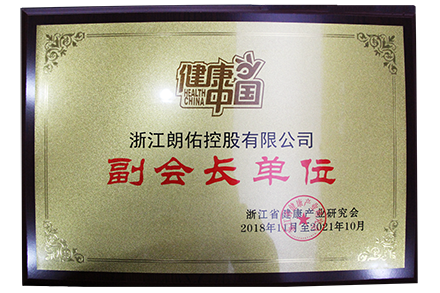 健康
HEALTH
CHINA
中国
浙江朗佑控股有限公司
副会长单位
浙江省健康产业研究会
2018年11月至2021年10月